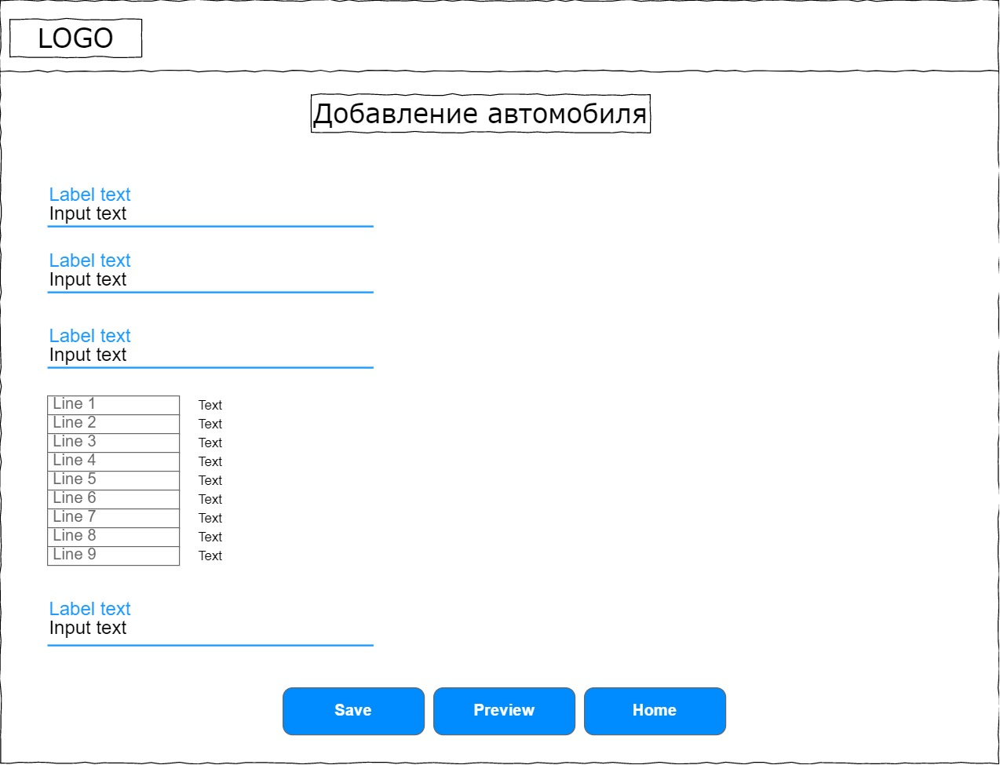 LOGO
Добавление автомобиля
Label text
Input text
Label text
Input text
Label text
Input text
Line 1 Text
Line 2 Text
Line 3 Text
Line 4 Text
Line 5 Text
Line 6 Text
Line 7 Text
Line 8 Text
Line 9 Text
Label text
Input text
Save Preview Home